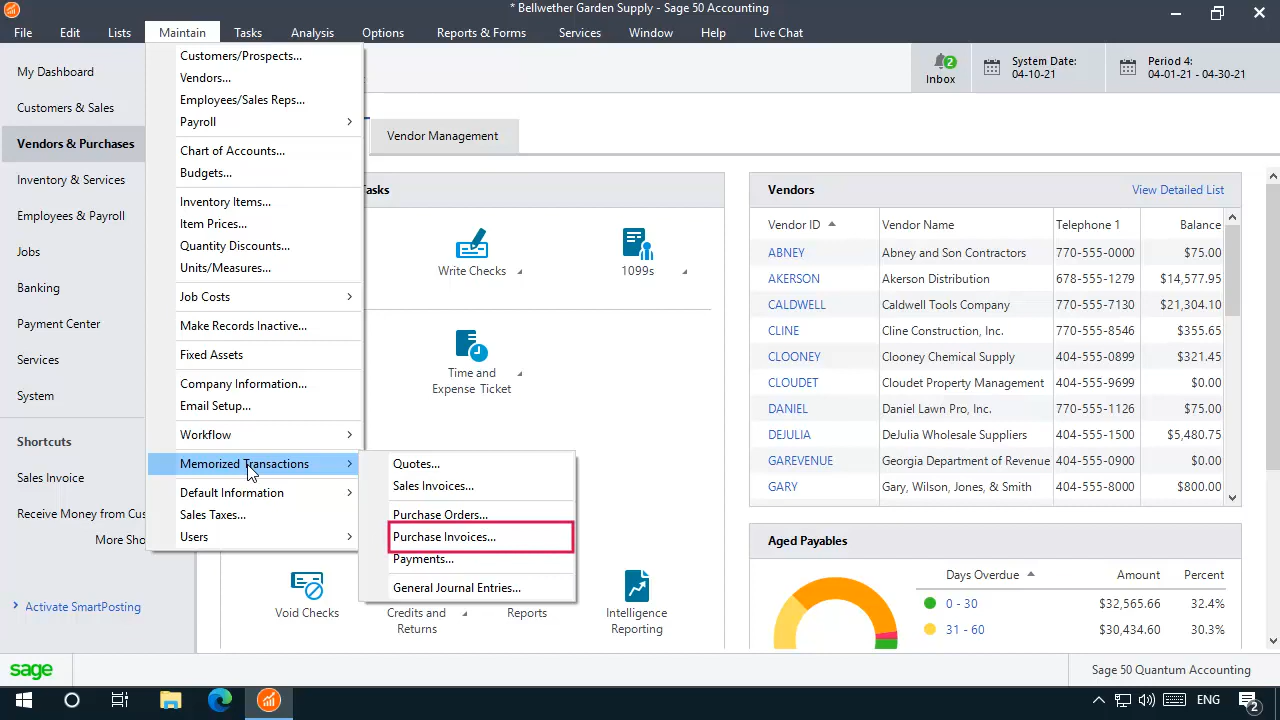 * Bellwether Garden Supply - Sage 50 Accounting
File Edit Lists Maintain Tasks Analysis Options Reports & Forms Services Window Help Live Chat
My Dashboard
Customers & Sales
Vendors & Purchases
Inventory & Services
Employees & Payroll
Jobs
Banking
Payment Center
Services
System
Shortcuts
Sales Invoice
Receive Money from Cus
More Sho
Activate SmartPosting
Customers/Prospects...
Vendors...
Employees/Sales Reps...
Payroll
Chart of Accounts...
Budgets...
Inventory Items...
Item Prices...
Quantity Discounts...
Units/Measures...
Job Costs
Make Records Inactive...
Fixed Assets
Company Information...
Email Setup...
Workflow
Memorized Transactions
Default Information
Sales Taxes...
Users
Quotes...
Sales Invoices...
Purchase Orders...
Purchase Invoices...
Payments...
General Journal Entries...
2
Inbox
System Date:
04-10-21
Period 4:
04-01-21 - 04-30-21
Vendor Management
Tasks
Write Checks
1099s
Time and
Expense Ticket
Void Checks
Credits and
Returns
Reports
Intelligence
Reporting
Vendors View Detailed List
Vendor ID Vendor Name Telephone 1 Balance
ABNEY Abney and Son Contractors 770-555-0000 $75.00
AKERSON Akerson Distribution 678-555-1279 $14,577.95
CALDWELL Caldwell Tools Company 770-555-7130 $21,304.10
CLINE Cline Construction, Inc. 770-555-8546 $355.65
CLOONEY Clooney Chemical Supply 404-555-0899 $321.45
CLOUDET Cloudet Property Management 404-555-9699 $0.00
DANIEL Daniel Lawn Pro, Inc. 770-555-1126 $75.00
DEJULIA DeJulia Wholesale Suppliers 404-555-1500 $5,480.75
GAREVENUE Georgia Department of Revenue 404-555-0900 $0.00
GARY Gary, Wilson, Jones, & Smith 404-555-8000 $800.00
Aged Payables
Days Overdue Amount Percent
0 - 30 $32,565.66 32.4%
31 - 60 $30,434.60 30.3%
sage
Sage 50 Quantum Accounting
ENG
2